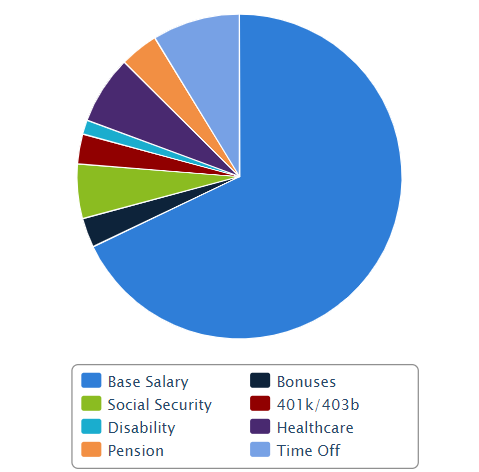 Base Salary
Bonuses
Social Security
401k/403b
Disability
Healthcare
Pension
Time Off